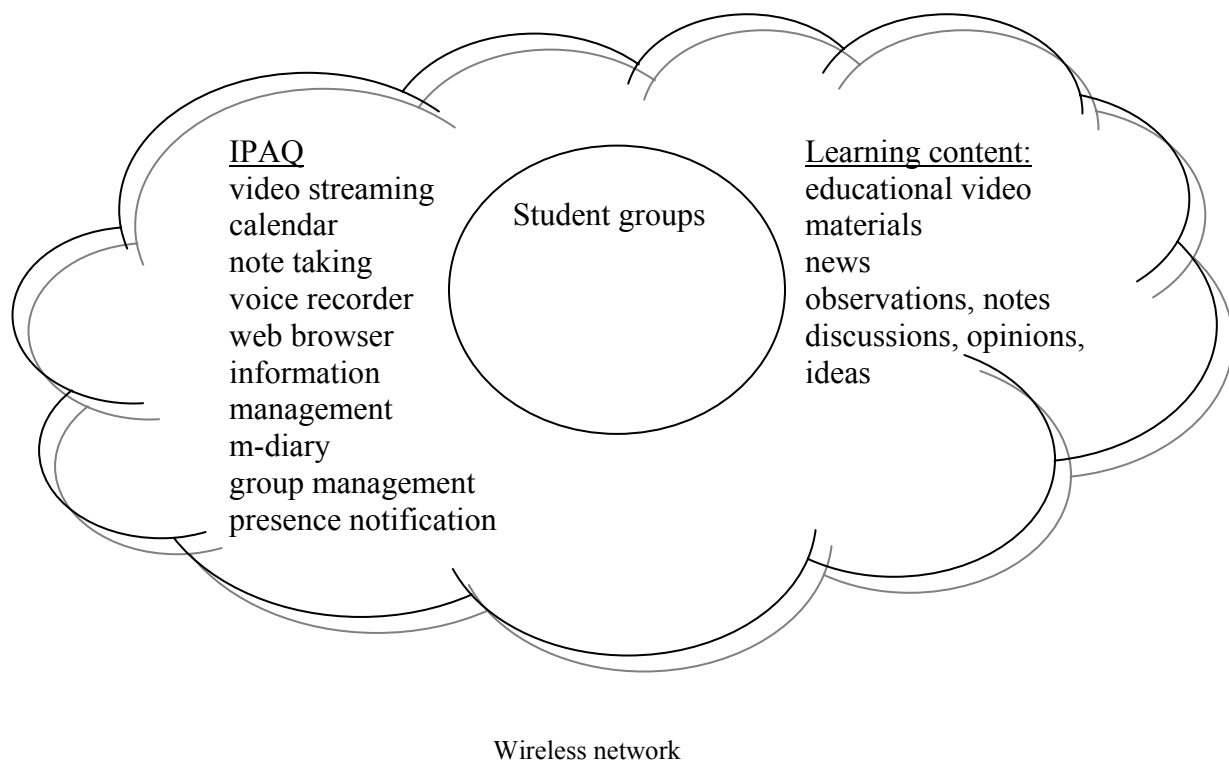 IPAQ
video streaming
calendar
note taking
voice recorder
web browser
information
management
m-diary
group management
presence notification
Student groups
Learning content:
educational video
materials
news
observations, notes
discussions, opinions,
ideas
Wireless network